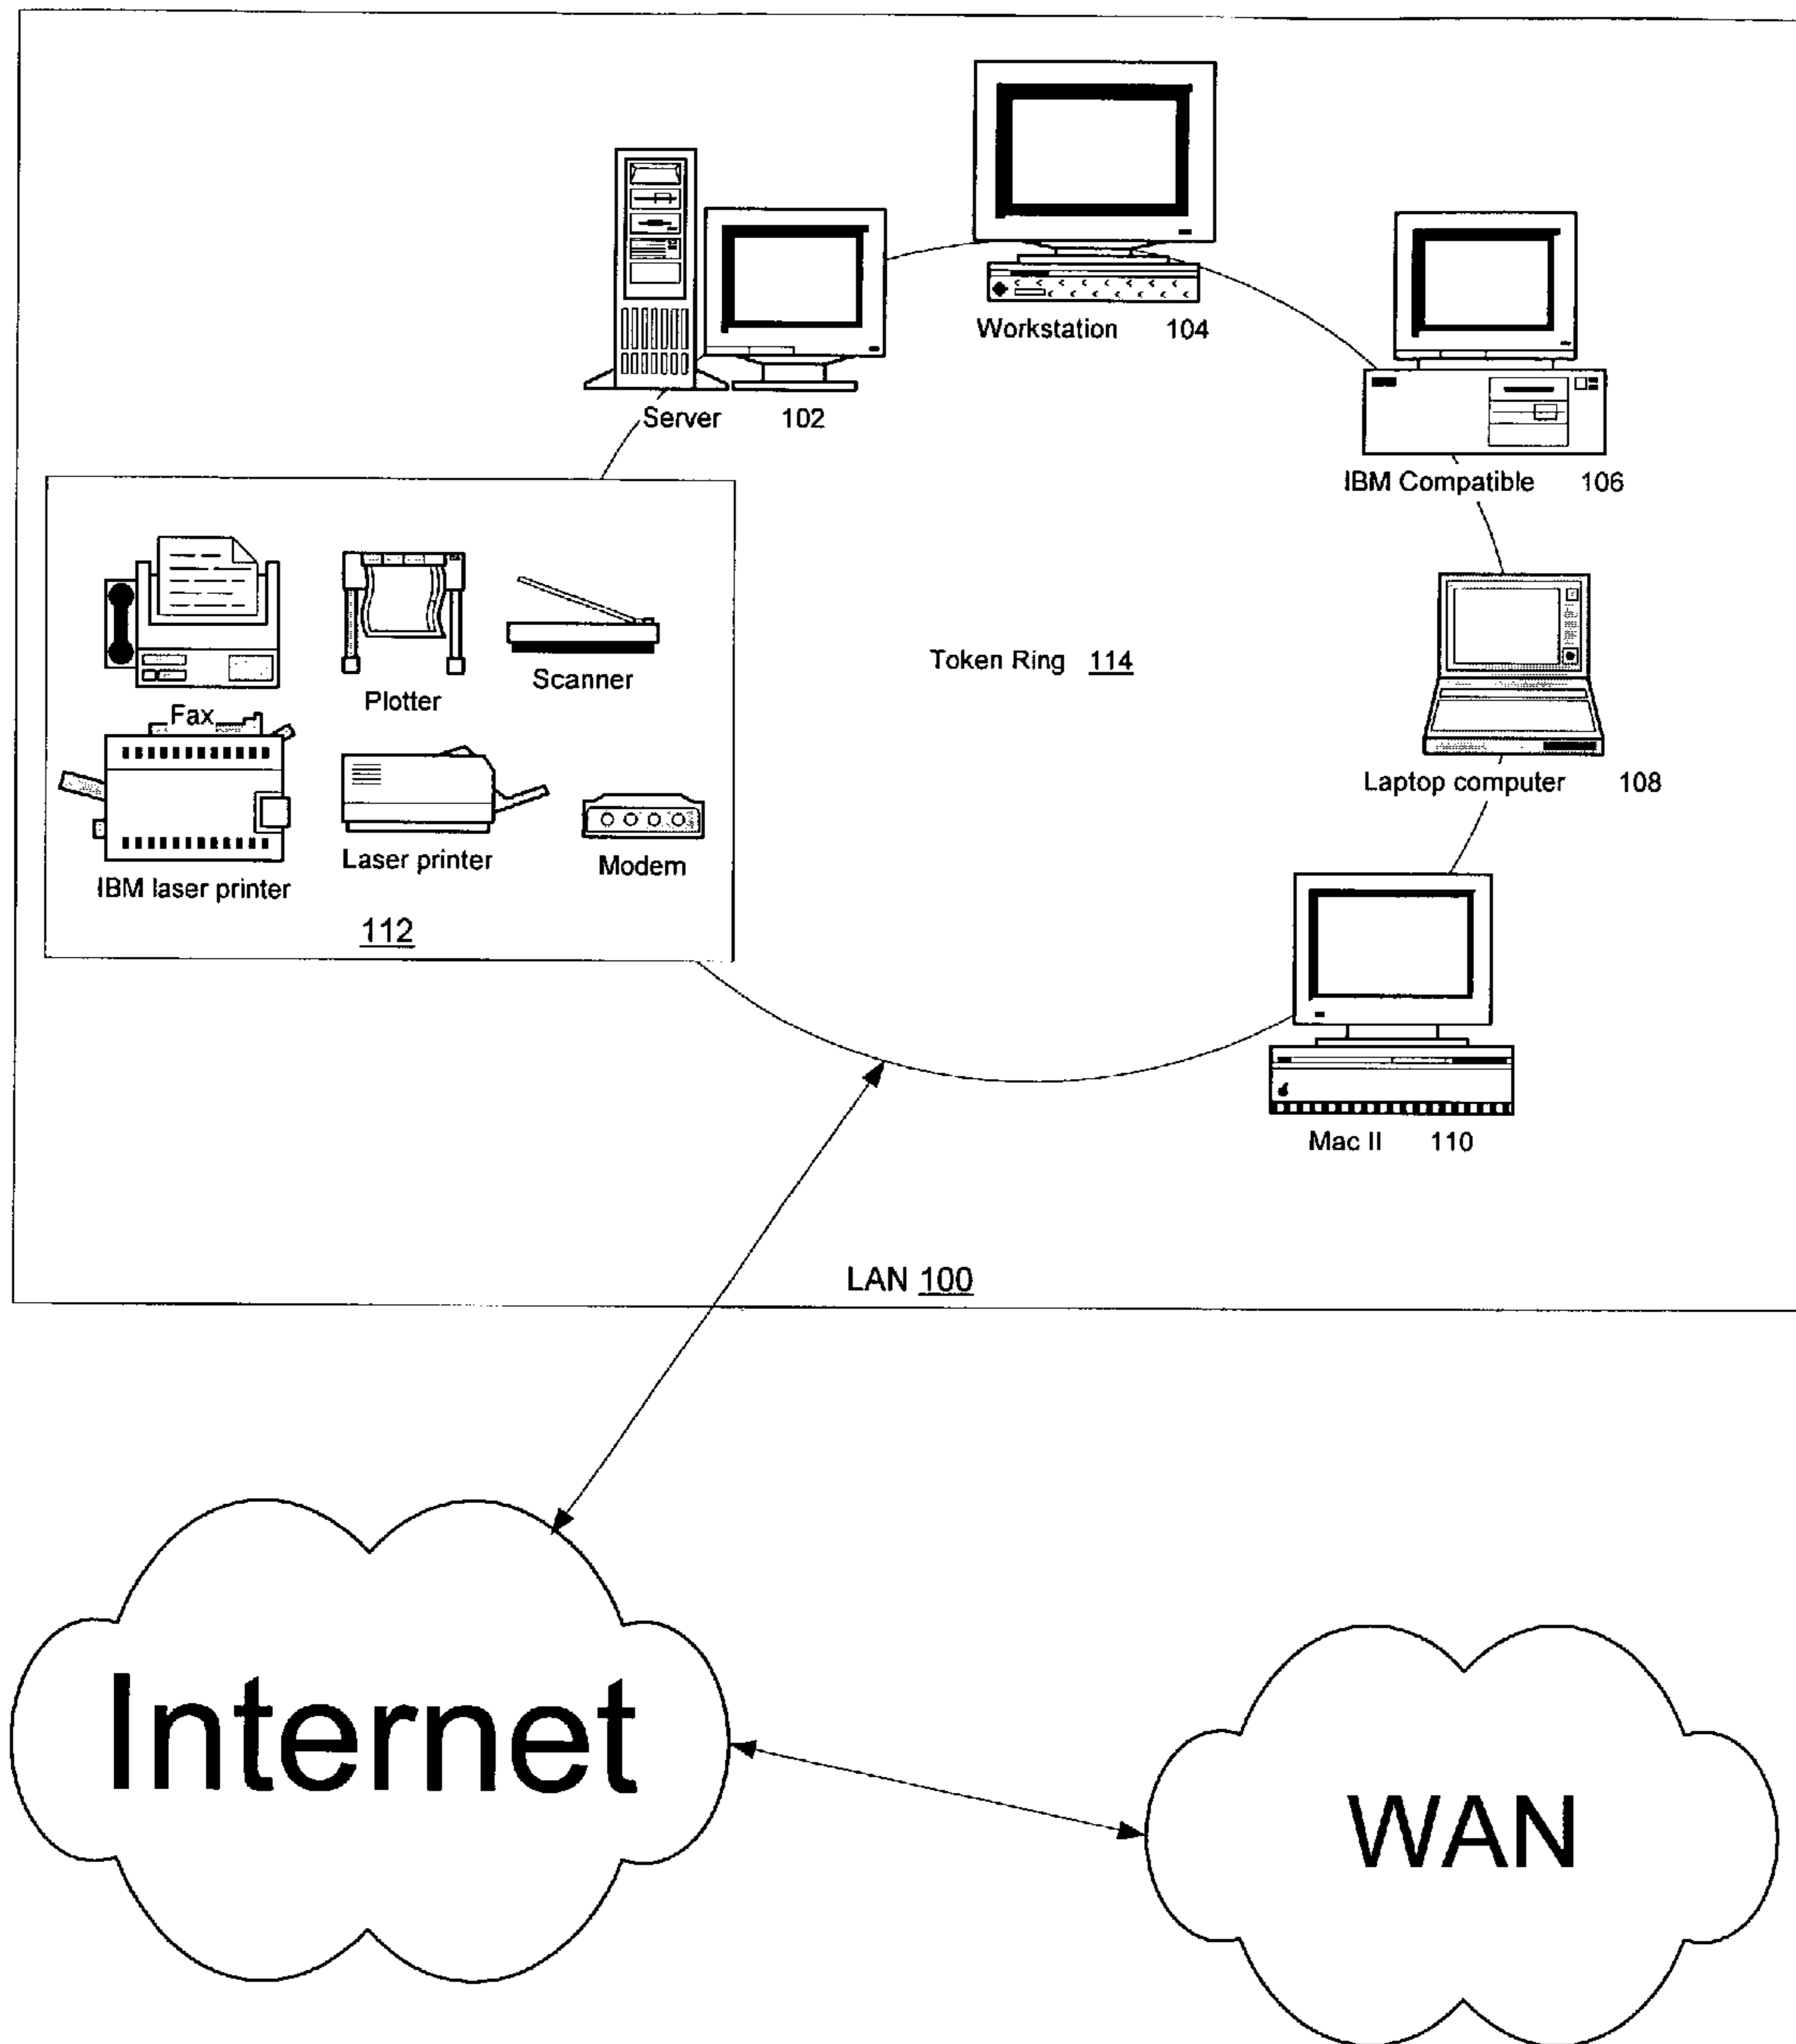 Workstation 104
Server 102
IBM Compatible 106
Token Ring 114
Scanner
Plotter
Fax
Laptop computer 108
Laser printer
Modem
IBM laser printer
112
Mac II 110
LAN 100
Internet
WAN